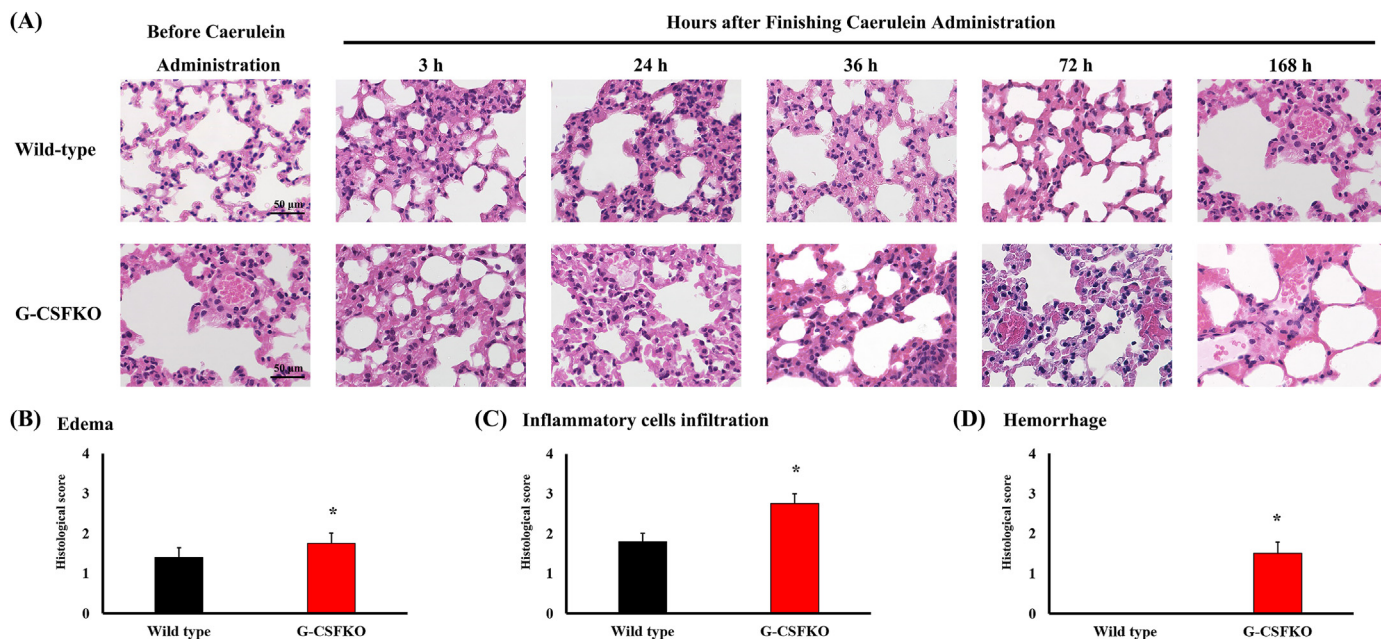 (A)
Before Caerulein
Administration
Hours after Finishing Caerulein Administration
3 h
24 h
36 h
72 h
168 h
Wild-type
50 μm
G-CSFKO
50 μm
(B) Edema
Histological score
4
3
2
1
0
*
Wild type
G-CSFKO
(C) Inflammatory cells infiltration
Histological score
4
3
2
1
0
*
Wild type
G-CSFKO
(D) Hemorrhage
Histological score
4
3
2
1
0
*
Wild type
G-CSFKO